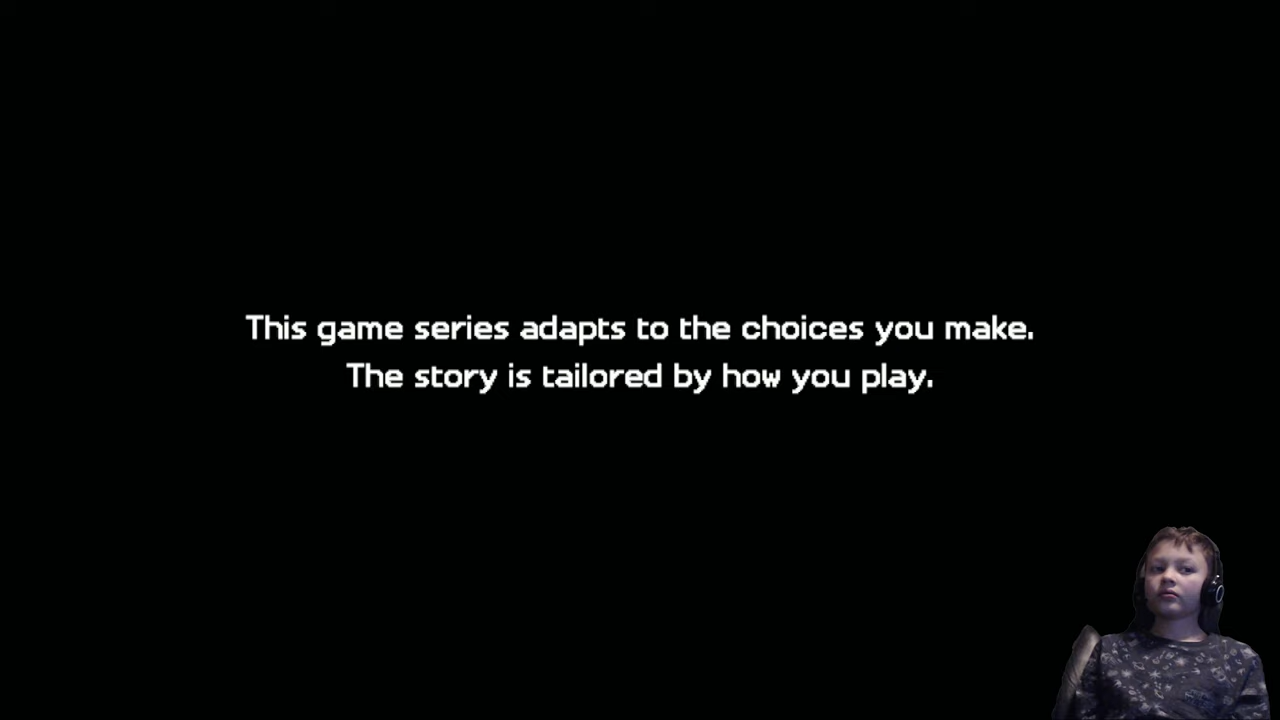 This game series adapts to the choices you make.
The story is tailored by how you play.